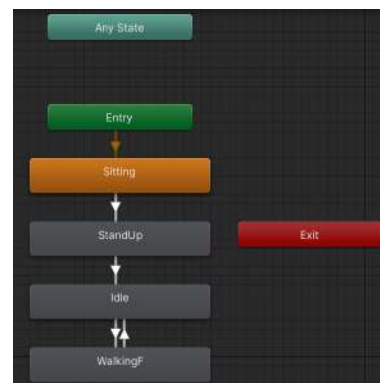 Any State
Entry
Sitting
StandUp
Exit
Idle
WalkingF